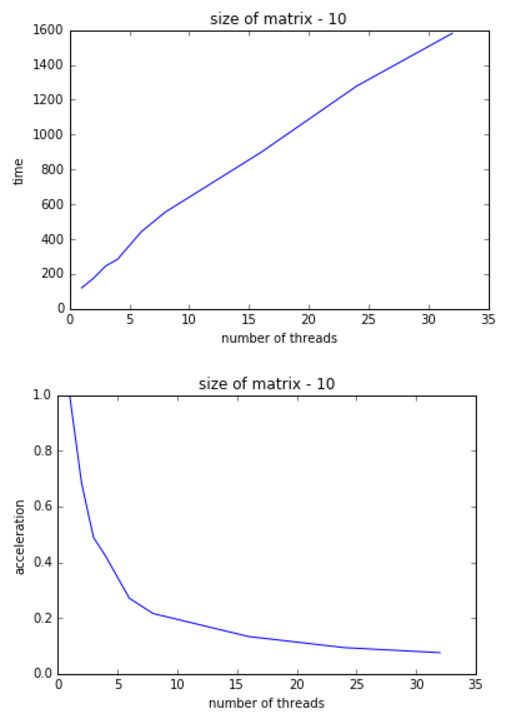 size of matrix - 10
1600
1400
1200
1000
800
600
400
200
0
time
0 5 10 15 20 25 30 35
number of threads
size of matrix - 10
1.0
0.8
0.6
0.4
0.2
0.0
acceleration
0 5 10 15 20 25 30 35
number of threads